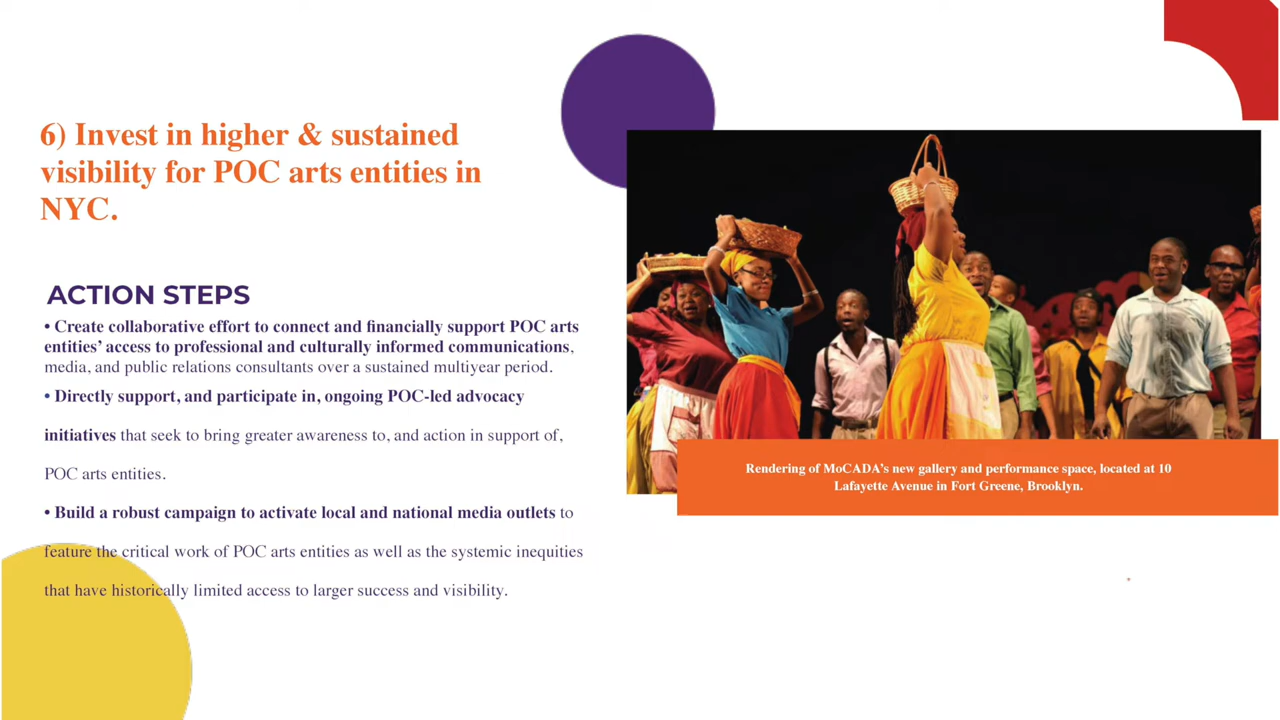 6) Invest in higher & sustained
visibility for POC arts entities in
NYC.
ACTION STEPS
• Create collaborative effort to connect and financially support POC arts
entities’ access to professional and culturally informed communications,
media, and public relations consultants over a sustained multiyear period.
• Directly support, and participate in, ongoing POC-led advocacy
initiatives that seek to bring greater awareness to, and action in support of,
POC arts entities.
• Build a robust campaign to activate local and national media outlets to
feature the critical work of POC arts entities as well as the systemic inequities
that have historically limited access to larger success and visibility.
Rendering of MoCADA’s new gallery and performance space, located at 10
Lafayette Avenue in Fort Greene, Brooklyn.